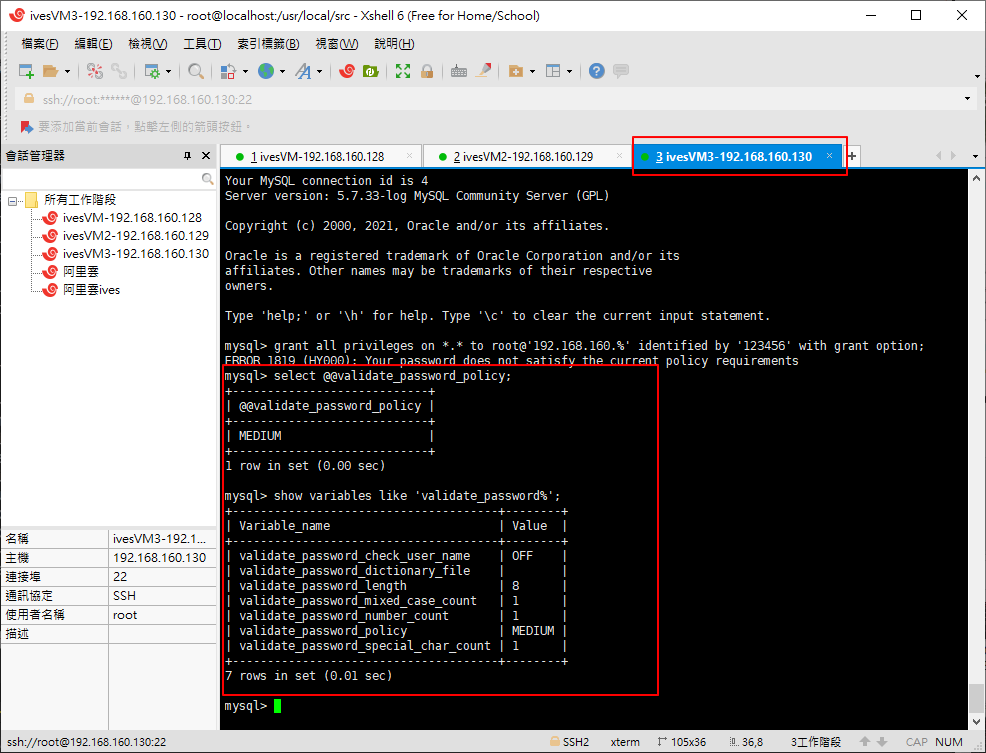 ivesVM3-192.168.160.130 - root@localhost:/usr/local/src - Xshell 6 (Free for Home/School)
檔案(F) 編輯(E) 檢視(V) 工具(T) 索引標籤(B) 視窗(W) 說明(H)
ssh://root:******@192.168.160.130:22
要添加當前會話，點擊左側的箭頭按鈕。
會話管理器
1 ivesVM-192.168.160.128
2 ivesVM2-192.168.160.129
3 ivesVM3-192.168.160.130
所有工作階段
ivesVM-192.168.160.128
ivesVM2-192.168.160.129
ivesVM3-192.168.160.130
阿里雲
阿里雲ives
名稱 ivesVM3-192.1...
主機 192.168.160.130
連接埠 22
通訊協定 SSH
使用者名稱 root
描述
Your MySQL connection id is 4
Server version: 5.7.33-log MySQL Community Server (GPL)
Copyright (c) 2000, 2021, Oracle and/or its affiliates.
Oracle is a registered trademark of Oracle Corporation and/or its
affiliates. Other names may be trademarks of their respective
owners.
Type 'help;' or '\h' for help. Type '\c' to clear the current input statement.
mysql> grant all privileges on *.* to root@'192.168.160.%' identified by '123456' with grant option;
ERROR 1819 (HY000): Your password does not satisfy the current policy requirements
mysql> select @@validate_password_policy;
+----------------------------+
| @@validate_password_policy |
+----------------------------+
| MEDIUM                     |
+----------------------------+
1 row in set (0.00 sec)
mysql> show variables like 'validate_password%';
+--------------------------------------+--------+
| Variable_name                        | Value  |
+--------------------------------------+--------+
| validate_password_check_user_name    | OFF    |
| validate_password_dictionary_file    |        |
| validate_password_length             | 8      |
| validate_password_mixed_case_count   | 1      |
| validate_password_number_count       | 1      |
| validate_password_policy             | MEDIUM |
| validate_password_special_char_count | 1      |
+--------------------------------------+--------+
7 rows in set (0.01 sec)
mysql>
ssh://root@192.168.160.130:22 SSH2 xterm 105x36 36,8 3工作階段 CAP NUM